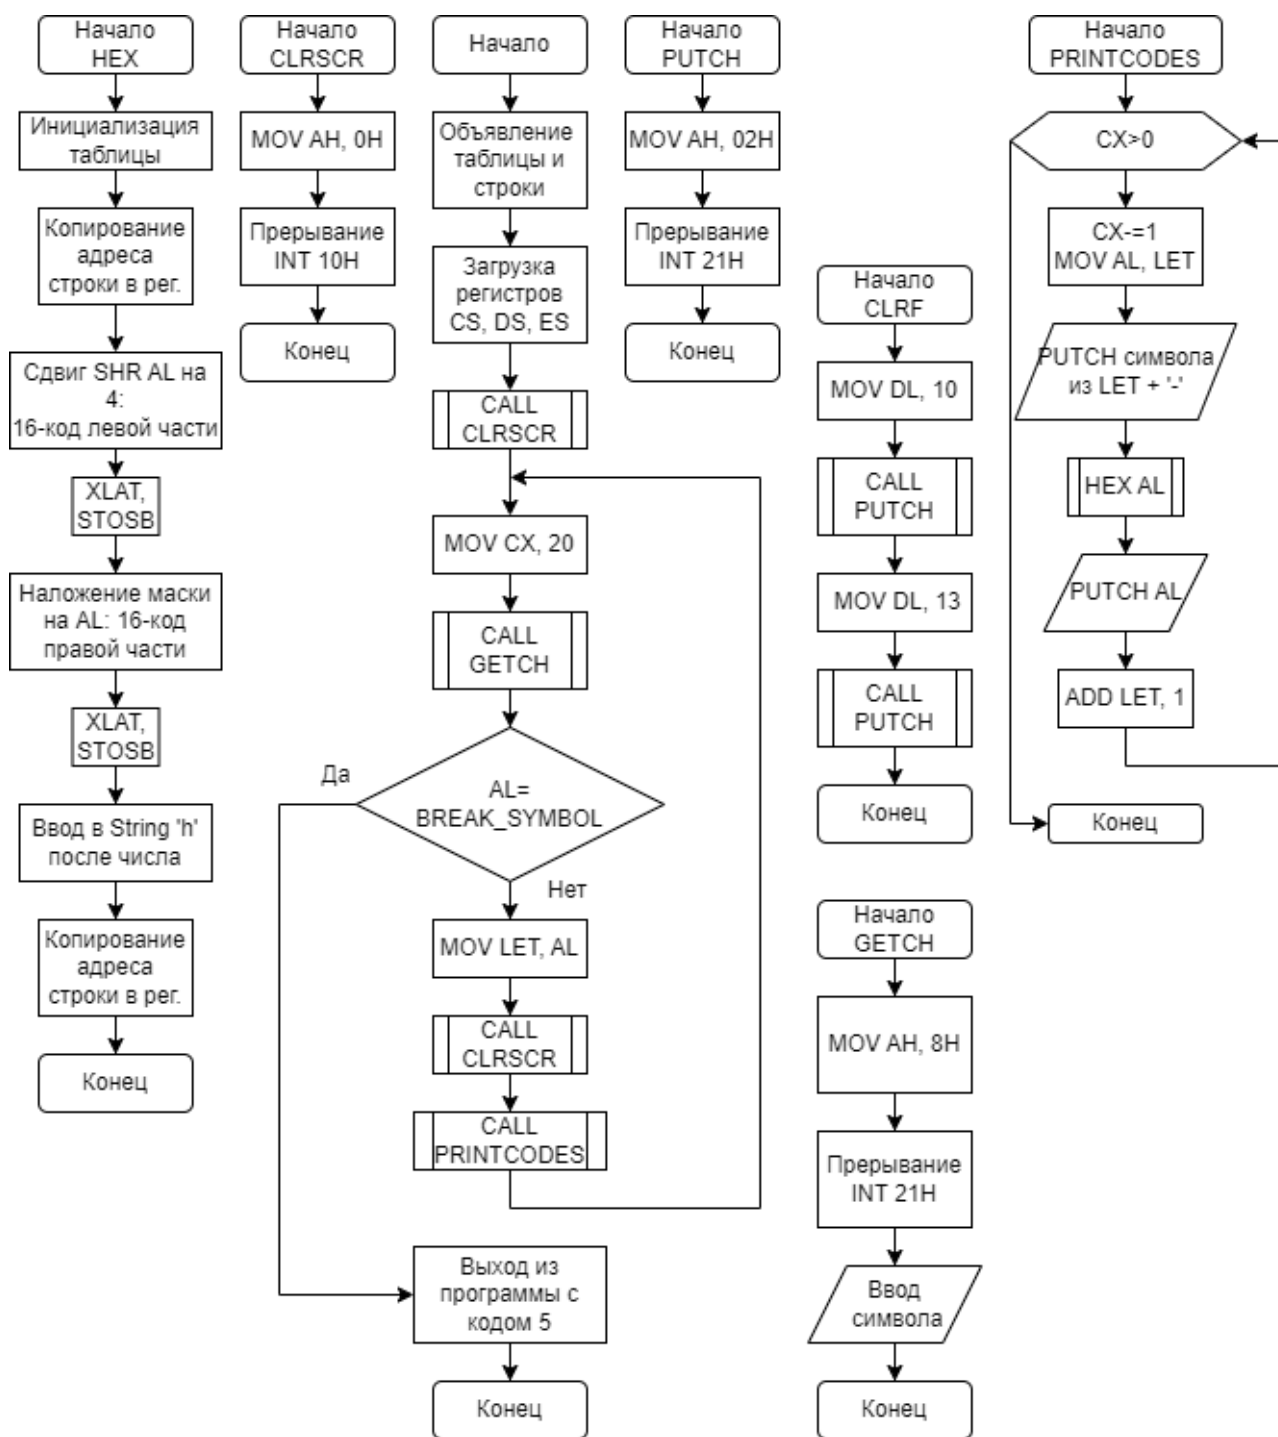 Начало
HEX
Инициализация
таблицы
Копирование
адреса
строки в рег.
Сдвиг SHR AL на
4:
16-код левой части
XLAT,
STOSB
Наложение маски
на AL: 16-код
правой части
XLAT,
STOSB
Ввод в String 'h'
после числа
Копирование
адреса
строки в рег.
Конец
Начало
CLRSCR
MOV AH, 0H
Прерывание
INT 10H
Конец
Начало
Объявление
таблицы и
строки
Загрузка
регистров
CS, DS, ES
CALL
CLRSCR
MOV CX, 20
CALL
GETCH
AL=
BREAK_SYMBOL
Да
Нет
MOV LET, AL
CALL
CLRSCR
CALL
PRINTCODES
Выход из
программы с
кодом 5
Конец
Начало
PUTCH
MOV AH, 02H
Прерывание
INT 21H
Конец
Начало
CLRF
MOV DL, 10
CALL
PUTCH
MOV DL, 13
CALL
PUTCH
Конец
Начало
GETCH
MOV AH, 8H
Прерывание
INT 21H
Ввод
символа
Конец
Начало
PRINTCODES
CX>0
CX-=1
MOV AL, LET
PUTCH символа
из LET + '-'
HEX AL
PUTCH AL
ADD LET, 1
Конец